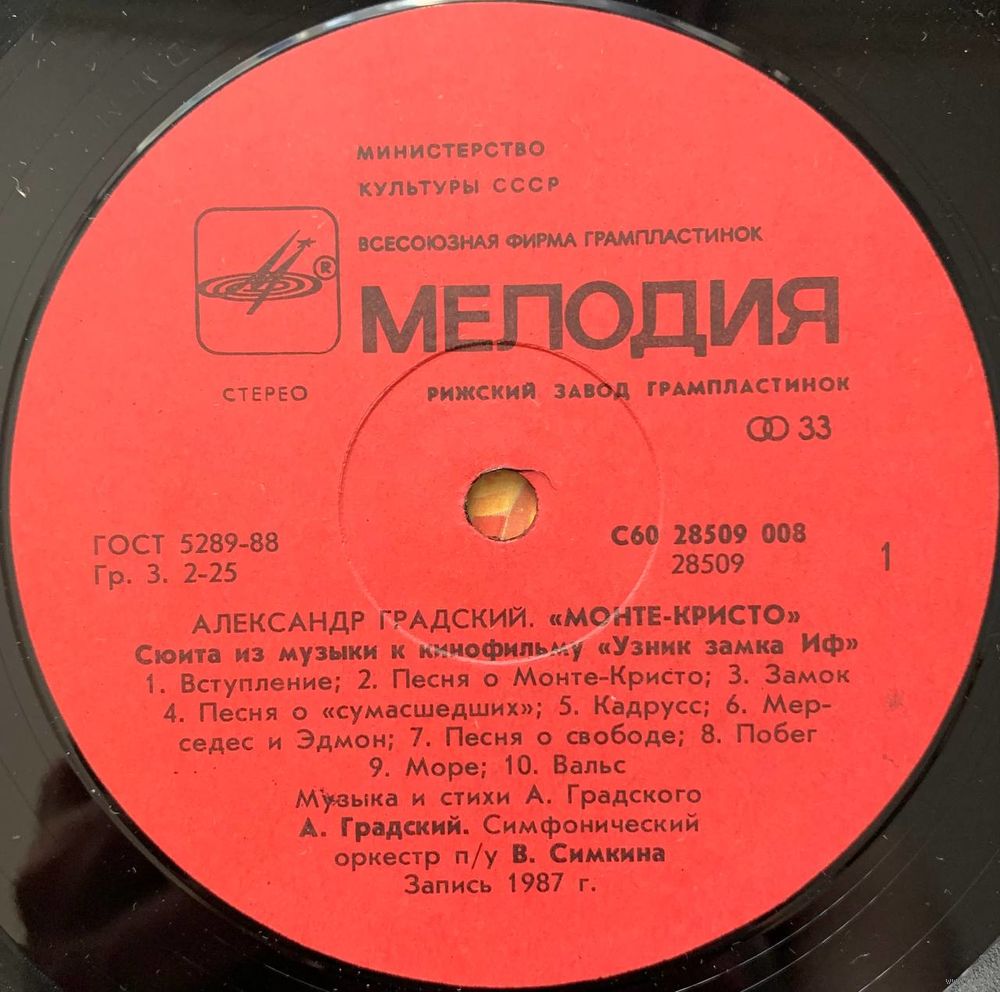 МИНИСТЕРСТВО
КУЛЬТУРЫ СССР
ВСЕСОЮЗНАЯ ФИРМА ГРАМПЛАСТИНОК
®
МЕЛОДИЯ
СТЕРЕО
РИЖСКИЙ ЗАВОД ГРАМПЛАСТИНОК
33
ГОСТ 5289-88
Гр. 3. 2-25
С60 28509 008
28509
1
АЛЕКСАНДР ГРАДСКИЙ. «МОНТЕ-КРИСТО»
Сюита из музыки к кинофильму «Узник замка Иф»
1. Вступление; 2. Песня о Монте-Кристо; 3. Замок
4. Песня о «сумасшедших»; 5. Кадрусс; 6. Мер-
седес и Эдмон; 7. Песня о свободе; 8. Побег
9. Море; 10. Вальс
Музыка и стихи А. Градского
А. Градский. Симфонический
оркестр п/у В. Симкина
Запись 1987 г.